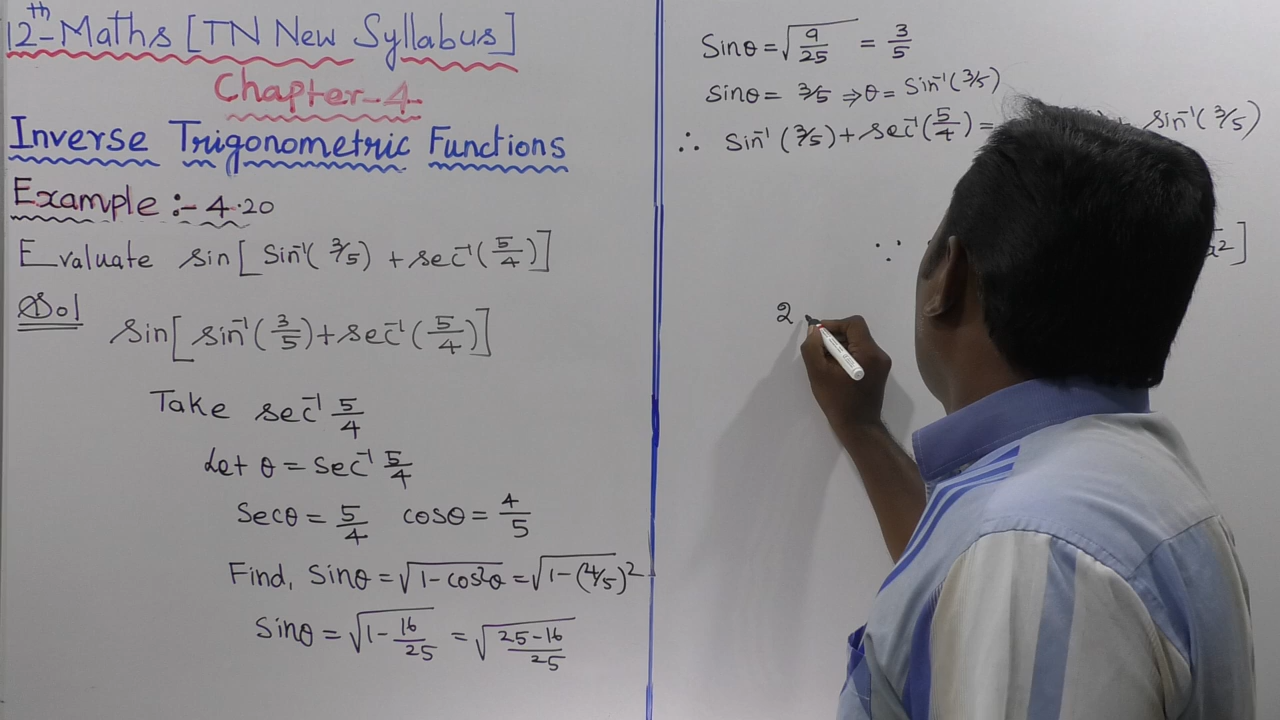 12th-Maths [TN New Syllabus]
Chapter-4
Inverse Trigonometric Functions
Example :- 4.20
Evaluate sin[Sin⁻¹(3/5) + sec⁻¹(5/4)]
Sol
sin[sin⁻¹(3/5)+sec⁻¹(5/4)]
Take sec⁻¹ 5/4
Let θ = sec⁻¹ 5/4
Secθ = 5/4 cosθ = 4/5
Find, Sinθ = √(1-cos²θ) = √(1-(4/5)²)
Sinθ = √(1-16/25) = √((25-16)/25)
Sinθ = √(9/25) = 3/5
Sinθ = 3/5 ⇒ θ = Sin⁻¹(3/5)
∴ Sin⁻¹(3/5) + sec⁻¹(5/4) = + sin⁻¹(3/5)
∵ ²]
2